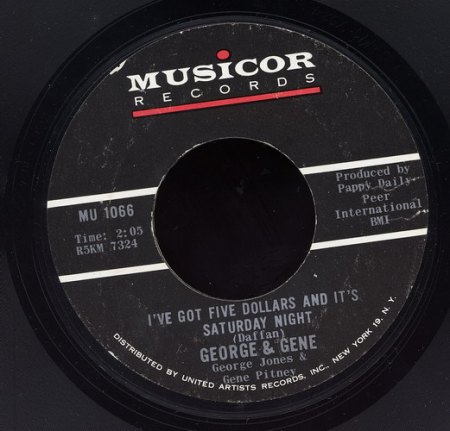 MUSICOR
RECORDS
MU 1066
Time: 2:05
R5KM 7324
Produced by
Pappy Daily
Peer
International
BMI
I'VE GOT FIVE DOLLARS AND IT'S
SATURDAY NIGHT
(Daffan)
GEORGE & GENE
George Jones &
Gene Pitney
DISTRIBUTED BY UNITED ARTISTS RECORDS, INC., NEW YORK 19, N.Y.